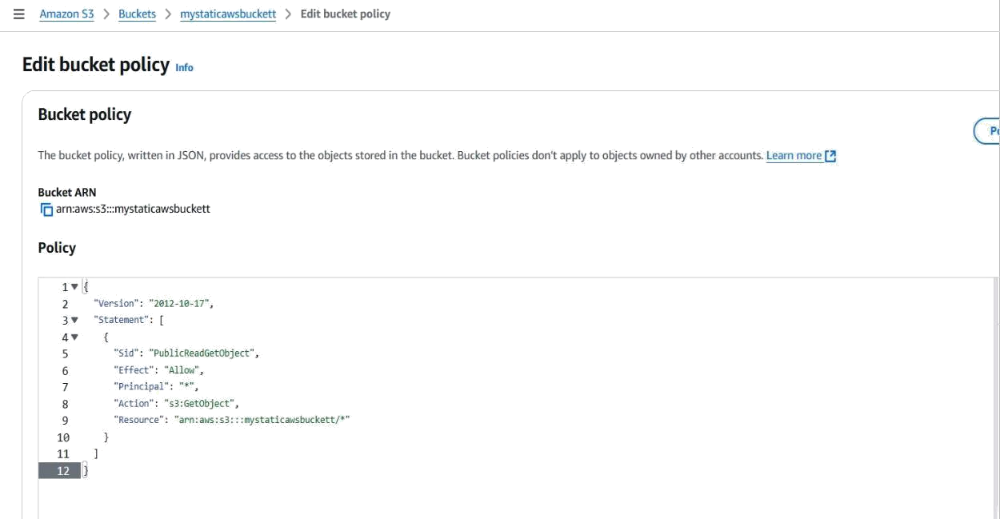 Amazon S3 > Buckets > mystaticawsbuckett > Edit bucket policy
Edit bucket policy Info
Bucket policy
The bucket policy, written in JSON, provides access to the objects stored in the bucket. Bucket policies don't apply to objects owned by other accounts. Learn more
Bucket ARN
arn:aws:s3:::mystaticawsbuckett
Policy
1 {
2 "Version": "2012-10-17",
3 "Statement": [
4 {
5 "Sid": "PublicReadGetObject",
6 "Effect": "Allow",
7 "Principal": "*",
8 "Action": "s3:GetObject",
9 "Resource": "arn:aws:s3:::mystaticawsbuckett/*"
10 }
11 ]
12 }